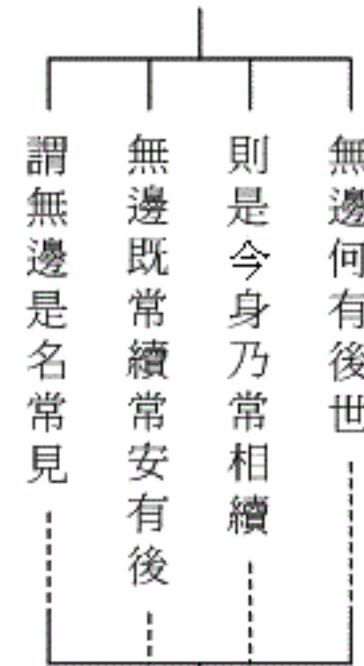 無邊何有後世
則是今身乃常相續
無邊既常續常安有後
謂無邊是名常見